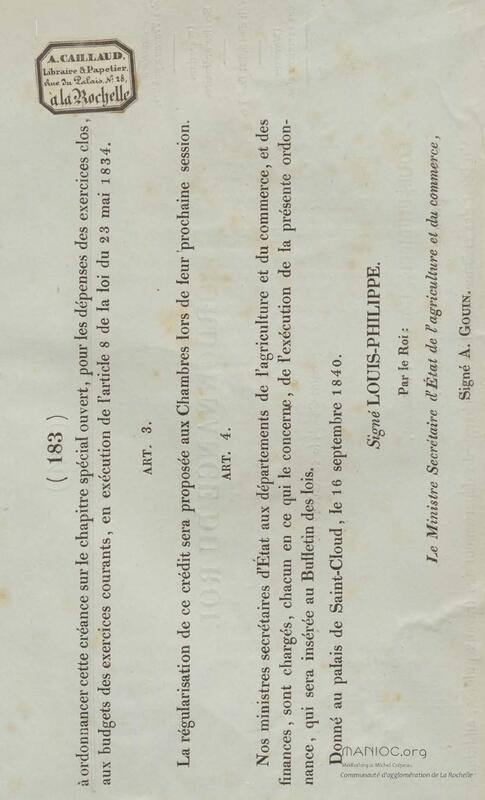 ( 183 )
à ordonnancer cette créance sur le chapitre spécial ouvert, pour les dépenses des exercices clos,
aux budgets des exercices courants, en exécution de l'article 8 de la loi du 23 mai 1834.
ART. 3.
La régularisation de ce crédit sera proposée aux Chambres lors de leur prochaine session.
ART. 4.
Nos ministres secrétaires d'État aux départements de l'agriculture et du commerce, et des
finances, sont chargés, chacun en ce qui le concerne, de l'exécution de la présente ordon-
nance, qui sera insérée au Bulletin des lois.
Donné au palais de Saint-Cloud, le 16 septembre 1840.
Signé LOUIS-PHILIPPE.
Par le Roi:
Le Ministre Secrétaire d'État de l'agriculture et du commerce,
Signé A. GOUIN.
A. CAILLAUD,
Libraire & Papetier,
rue du Palais. No 28,
à la Rochelle
MANIOC.org
Médiathèque Michel Crépeau
Communauté d'agglomération de La Rochelle